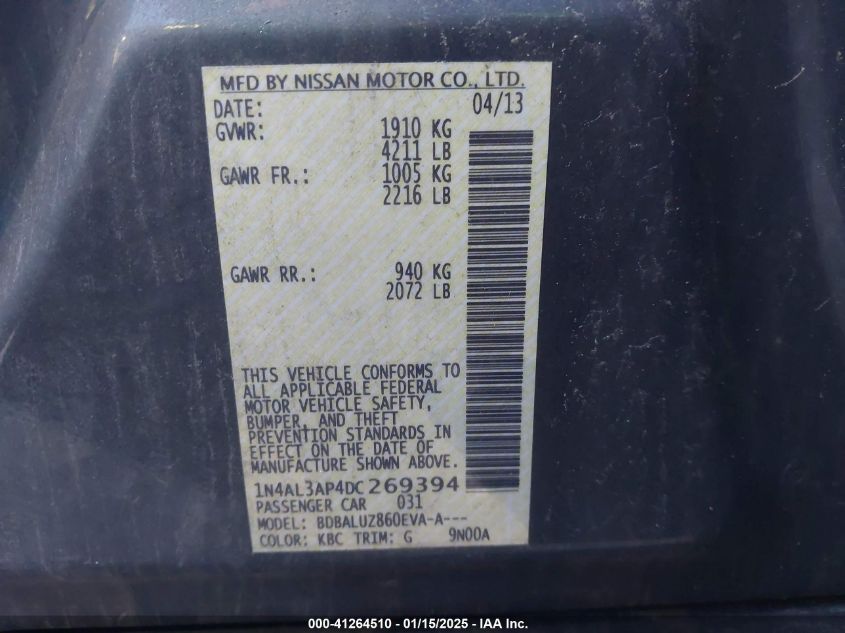 MFD BY NISSAN MOTOR CO., LTD.
DATE: 04/13
GVWR: 1910 KG
4211 LB
GAWR FR.: 1005 KG
2216 LB
GAWR RR.: 940 KG
2072 LB
THIS VEHICLE CONFORMS TO
ALL APPLICABLE FEDERAL
MOTOR VEHICLE SAFETY,
BUMPER, AND THEFT
PREVENTION STANDARDS IN
EFFECT ON THE DATE OF
MANUFACTURE SHOWN ABOVE.
1N4AL3AP4DC269394
PASSENGER CAR 031
MODEL: BDBALUZ860EVA-A---
COLOR: KBC TRIM: G 9N00A
000-41264510 - 01/15/2025 - IAA Inc.